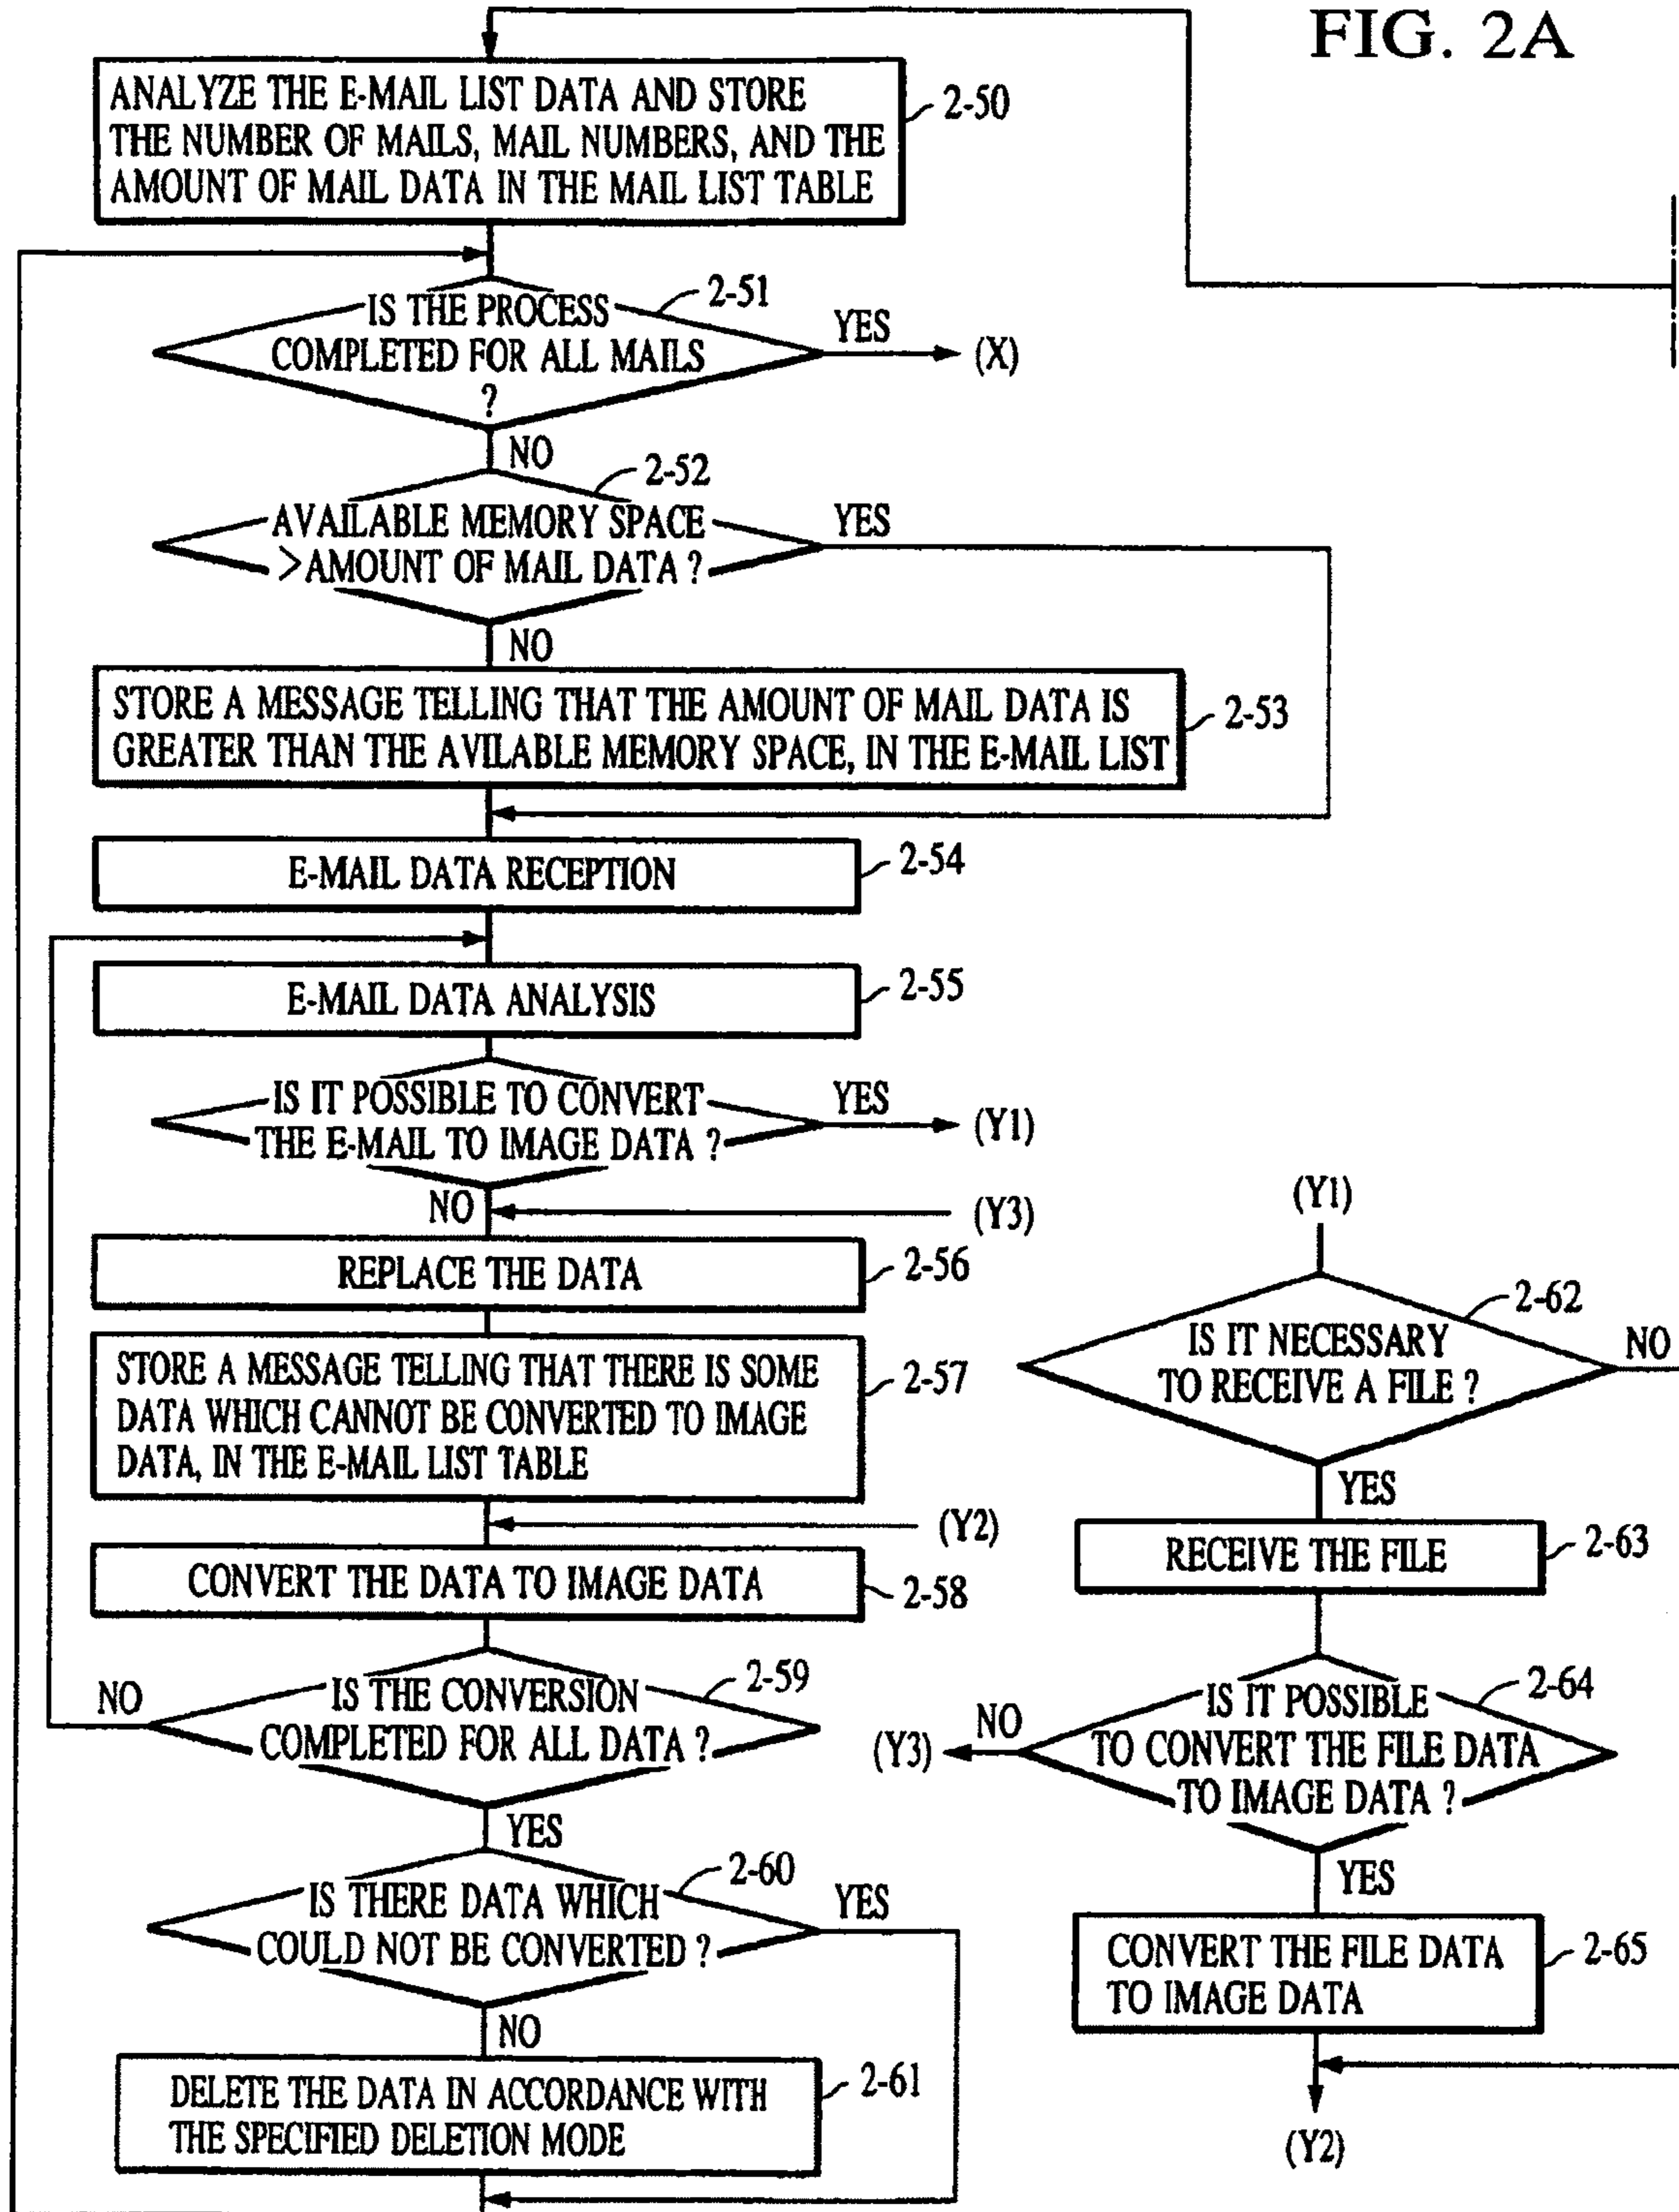 FIG. 2A
ANALYZE THE E-MAIL LIST DATA AND STORE
THE NUMBER OF MAILS, MAIL NUMBERS, AND THE
AMOUNT OF MAIL DATA IN THE MAIL LIST TABLE
2-50
IS THE PROCESS
COMPLETED FOR ALL MAILS
?
2-51
YES
(X)
NO
2-52
AVAILABLE MEMORY SPACE
>AMOUNT OF MAIL DATA ?
YES
NO
STORE A MESSAGE TELLING THAT THE AMOUNT OF MAIL DATA IS
GREATER THAN THE AVILABLE MEMORY SPACE, IN THE E-MAIL LIST
2-53
E-MAIL DATA RECEPTION
2-54
E-MAIL DATA ANALYSIS
2-55
IS IT POSSIBLE TO CONVERT
THE E-MAIL TO IMAGE DATA ?
YES
(Y1)
NO
(Y3)
REPLACE THE DATA
2-56
STORE A MESSAGE TELLING THAT THERE IS SOME
DATA WHICH CANNOT BE CONVERTED TO IMAGE
DATA, IN THE E-MAIL LIST TABLE
2-57
(Y2)
CONVERT THE DATA TO IMAGE DATA
2-58
IS THE CONVERSION
COMPLETED FOR ALL DATA ?
2-59
NO
YES
IS THERE DATA WHICH
COULD NOT BE CONVERTED ?
2-60
YES
NO
DELETE THE DATA IN ACCORDANCE WITH
THE SPECIFIED DELETION MODE
2-61
(Y1)
IS IT NECESSARY
TO RECEIVE A FILE ?
2-62
NO
YES
RECEIVE THE FILE
2-63
IS IT POSSIBLE
TO CONVERT THE FILE DATA
TO IMAGE DATA ?
2-64
NO
(Y3)
YES
CONVERT THE FILE DATA
TO IMAGE DATA
2-65
(Y2)